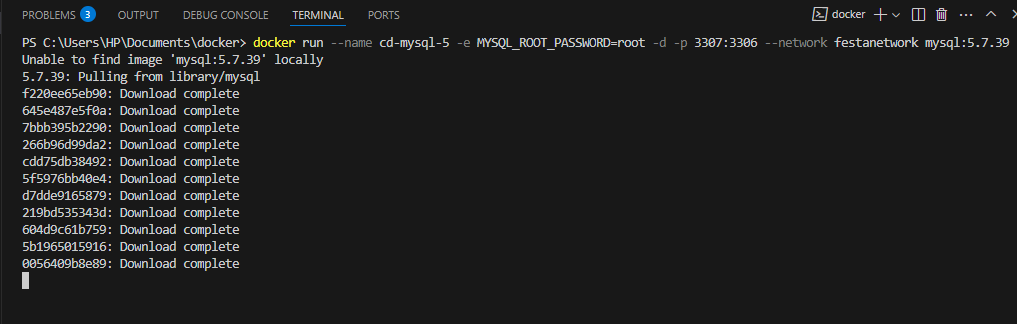 PROBLEMS 3 OUTPUT DEBUG CONSOLE TERMINAL PORTS docker
PS C:\Users\HP\Documents\docker> docker run --name cd-mysql-5 -e MYSQL_ROOT_PASSWORD=root -d -p 3307:3306 --network festanetwork mysql:5.7.39
Unable to find image 'mysql:5.7.39' locally
5.7.39: Pulling from library/mysql
f220ee65eb90: Download complete
645e487e5f0a: Download complete
7bbb395b2290: Download complete
266b96d99da2: Download complete
cdd75db38492: Download complete
5f5976bb40e4: Download complete
d7dde9165879: Download complete
219bd535343d: Download complete
604d9c61b759: Download complete
5b1965015916: Download complete
0056409b8e89: Download complete